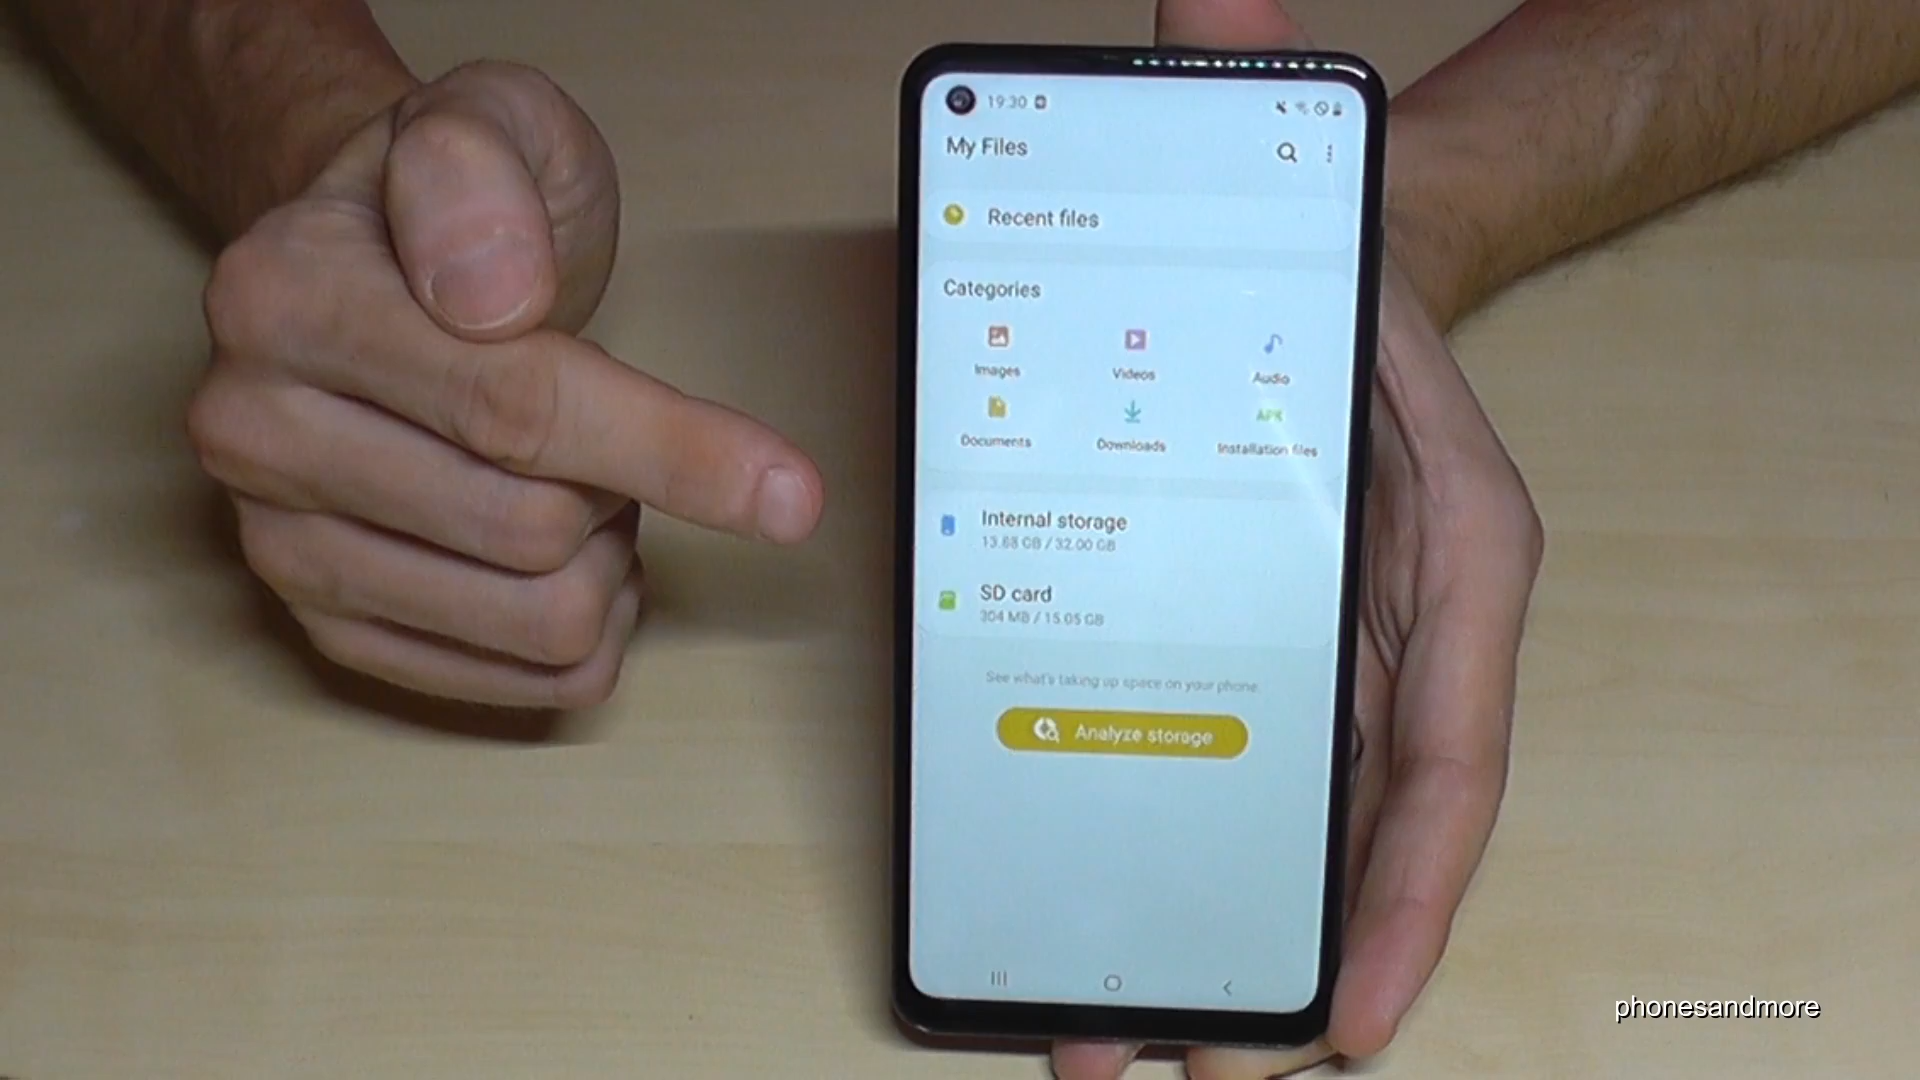 19:30
My Files
Recent files
Categories
Images
Videos
Audio
APK
Documents
Downloads
Installation files
Internal storage
13.68 GB / 32.00 GB
SD card
304 MB / 15.05 GB
See what's taking up space on your phone.
Analyze storage
phonesandmore